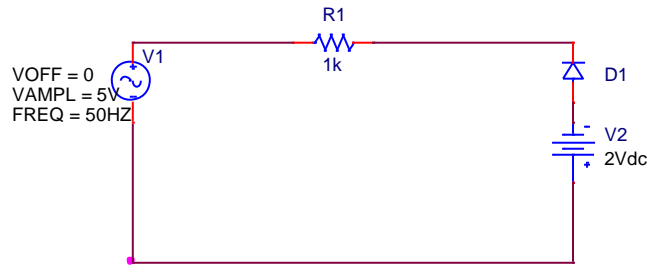 R1
1k
V1
VOFF = 0
VAMPL = 5V
FREQ = 50HZ
D1
V2
2Vdc